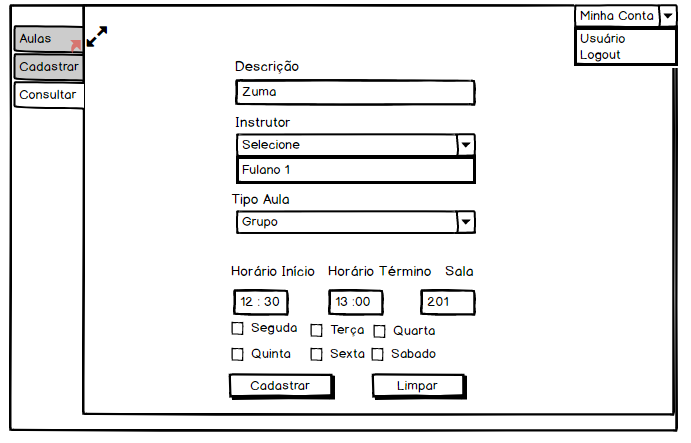 Minha Conta
Usuário
Logout
Aulas
Cadastrar
Consultar
Descrição
Zuma
Instrutor
Selecione
Fulano 1
Tipo Aula
Grupo
Horário Início Horário Término Sala
12 : 30 13 :00 201
Seguda Terça Quarta
Quinta Sexta Sabado
Cadastrar Limpar